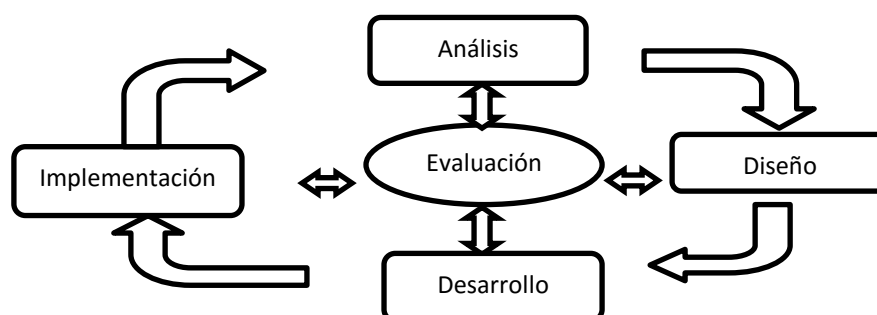 Análisis
Evaluación
Implementación
Diseño
Desarrollo